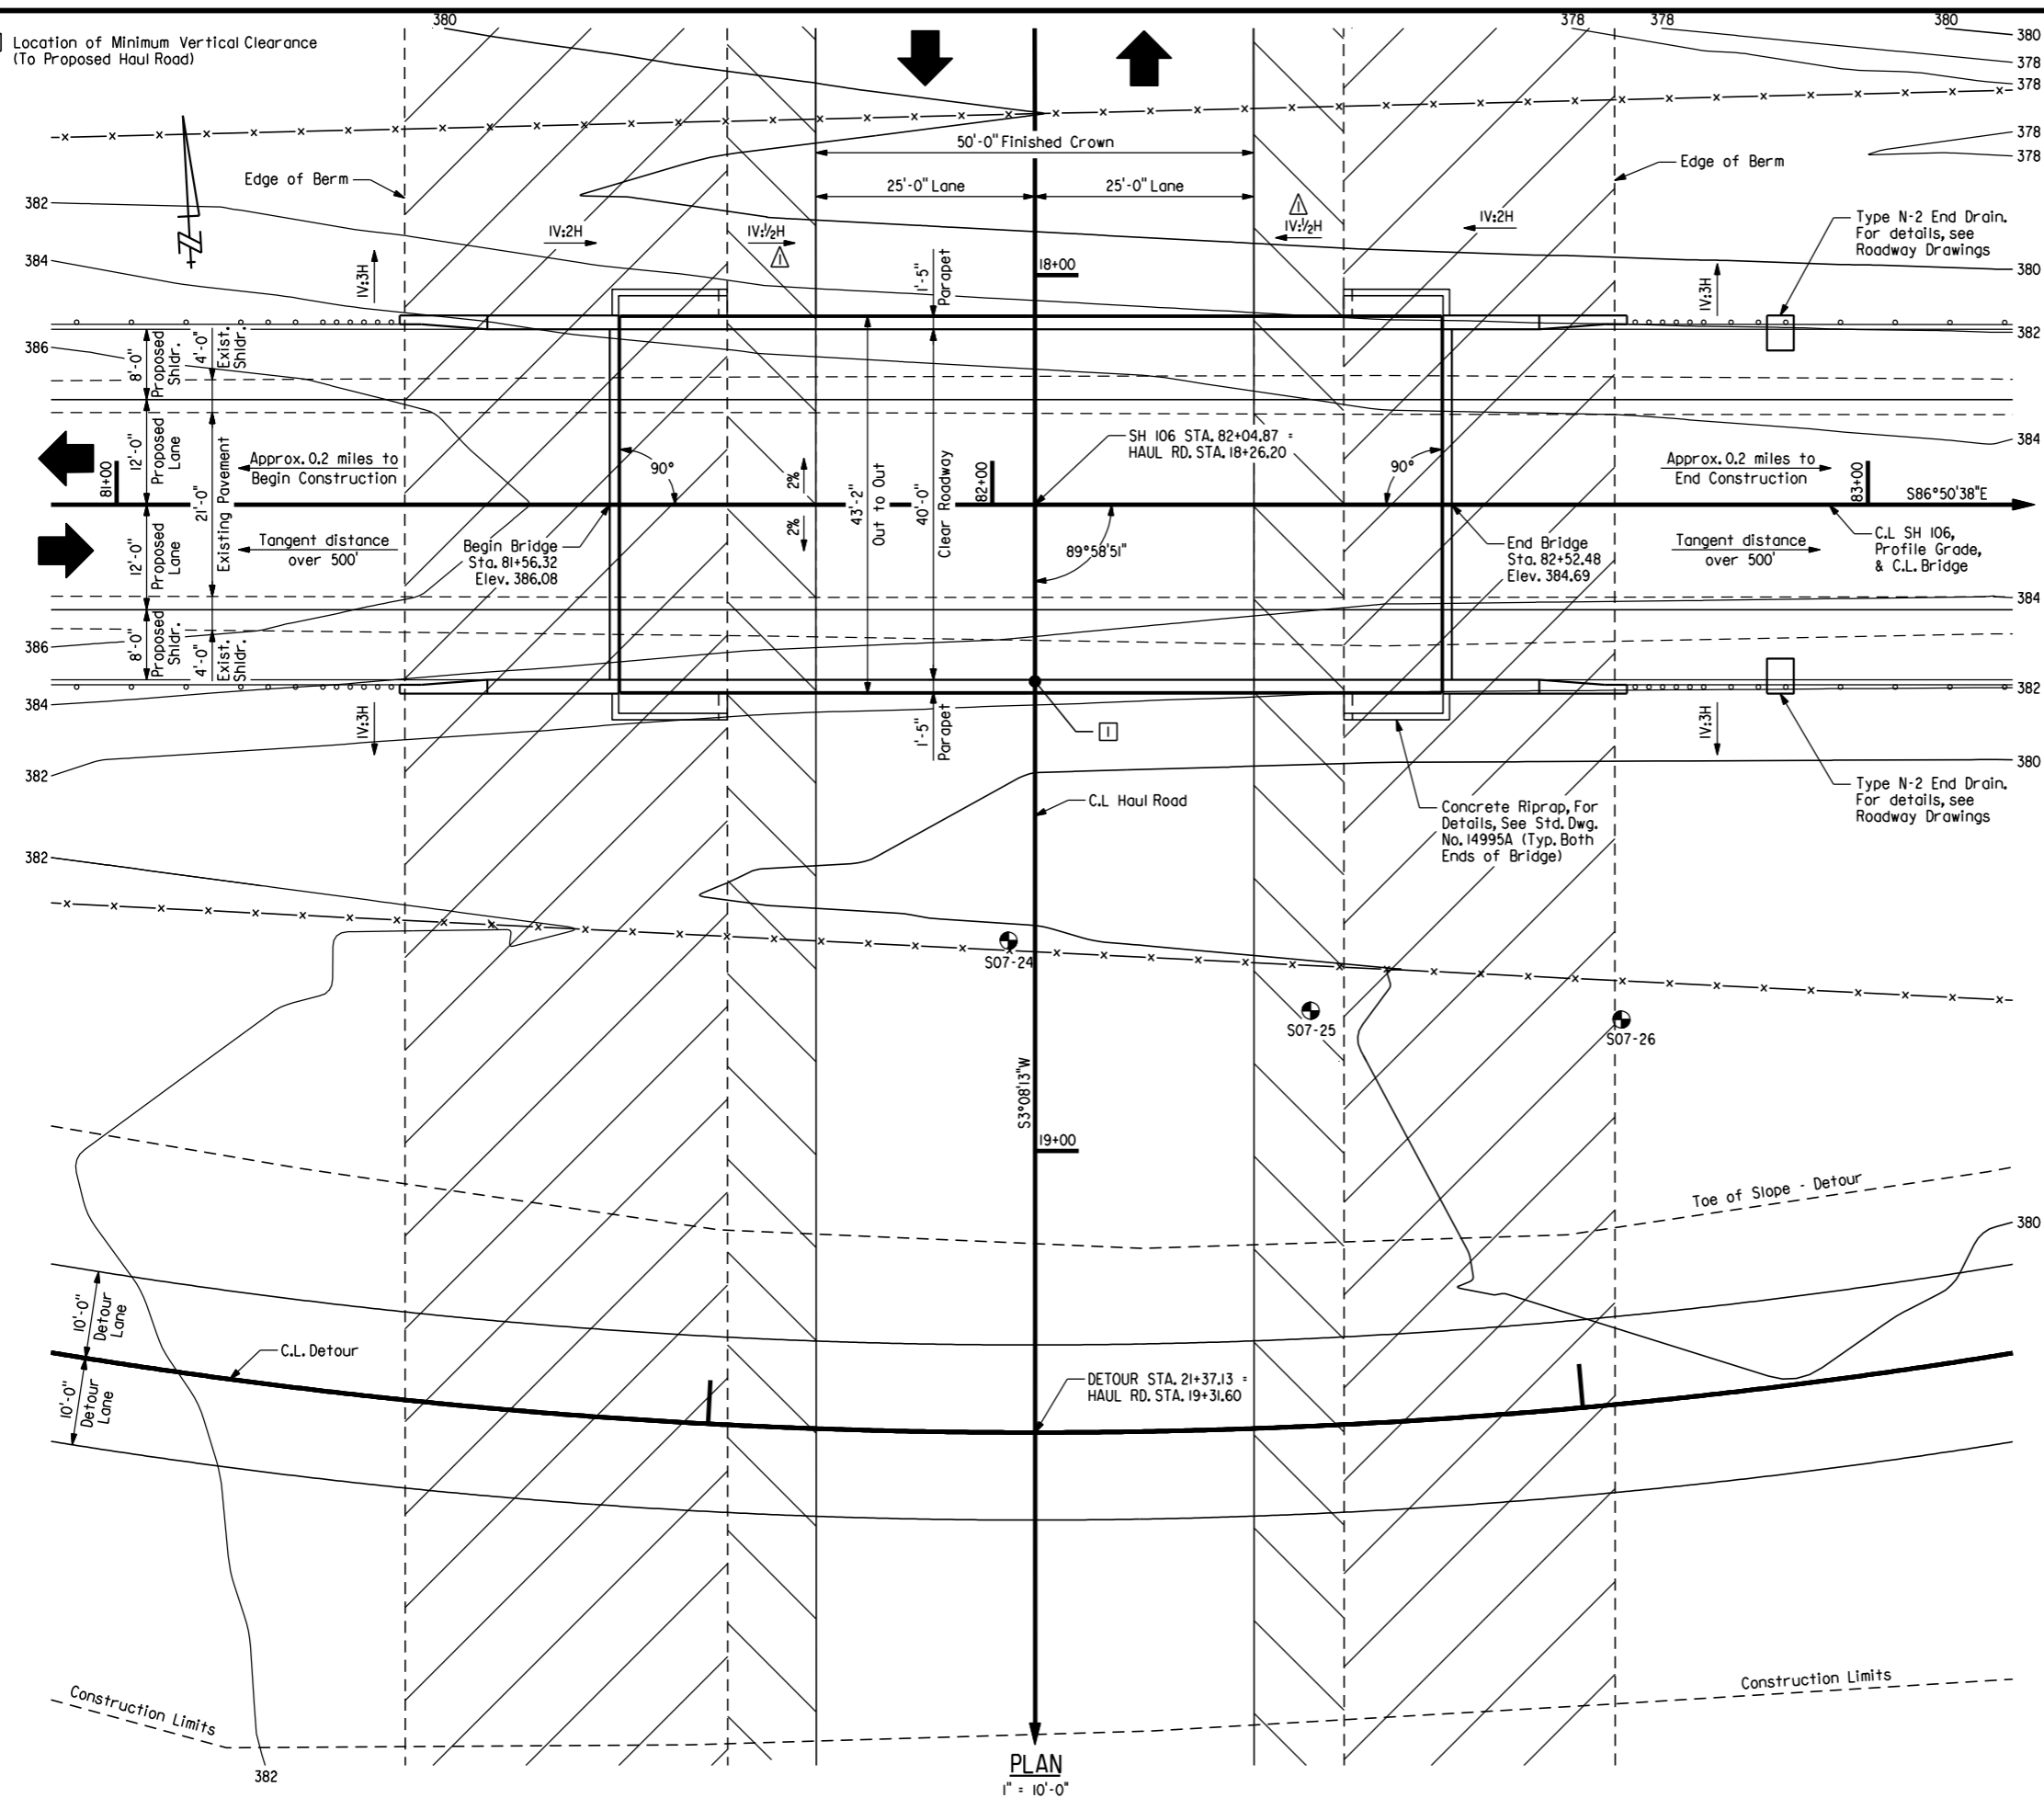 380
378
378
380
Location of Minimum Vertical Clearance
(To Proposed Haul Road)
380
378
378
50'-0" Finished Crown
378
378
Edge of Berm
Edge of Berm
25'-0" Lane
25'-0" Lane
382
1V:2H
1V:½H
1
1
1V:½H
1V:2H
Type N-2 End Drain.
For details, see
Roadway Drawings
384
1V:3H
1'-5"
Parapet
18+00
1V:3H
380
382
386
8'-0"
Proposed
Shldr.
4'-0"
Exist.
Shldr.
12'-0"
Proposed
Lane
21'-0"
Existing Pavement
81+00
Approx. 0.2 miles to
Begin Construction
90°
2%
2%
43'-2"
Out to Out
40'-0"
Clear Roadway
82+00
SH 106 STA. 82+04.87 =
HAUL RD. STA. 18+26.20
90°
Approx. 0.2 miles to
End Construction
83+00
384
S86°50'38"E
12'-0"
Proposed
Lane
Tangent distance
over 500'
Begin Bridge
Sta. 81+56.32
Elev. 386.08
89°58'51"
End Bridge
Sta. 82+52.48
Elev. 384.69
Tangent distance
over 500'
C.L SH 106,
Profile Grade,
& C.L. Bridge
384
386
8'-0"
Proposed
Shldr.
4'-0"
Exist.
Shldr.
382
384
1V:3H
1'-5"
Parapet
1
1V:3H
380
382
C.L Haul Road
Concrete Riprap, For
Details, See Std. Dwg.
No. 14995A (Typ. Both
Ends of Bridge)
Type N-2 End Drain.
For details, see
Roadway Drawings
382
S07-24
S07-25
S07-26
S3°08'13"W
19+00
Toe of Slope - Detour
380
10'-0"
Detour
Lane
C.L. Detour
10'-0"
Detour
Lane
DETOUR STA. 21+37.13 =
HAUL RD. STA. 19+31.60
Construction Limits
Construction Limits
382
PLAN
1" = 10'-0"